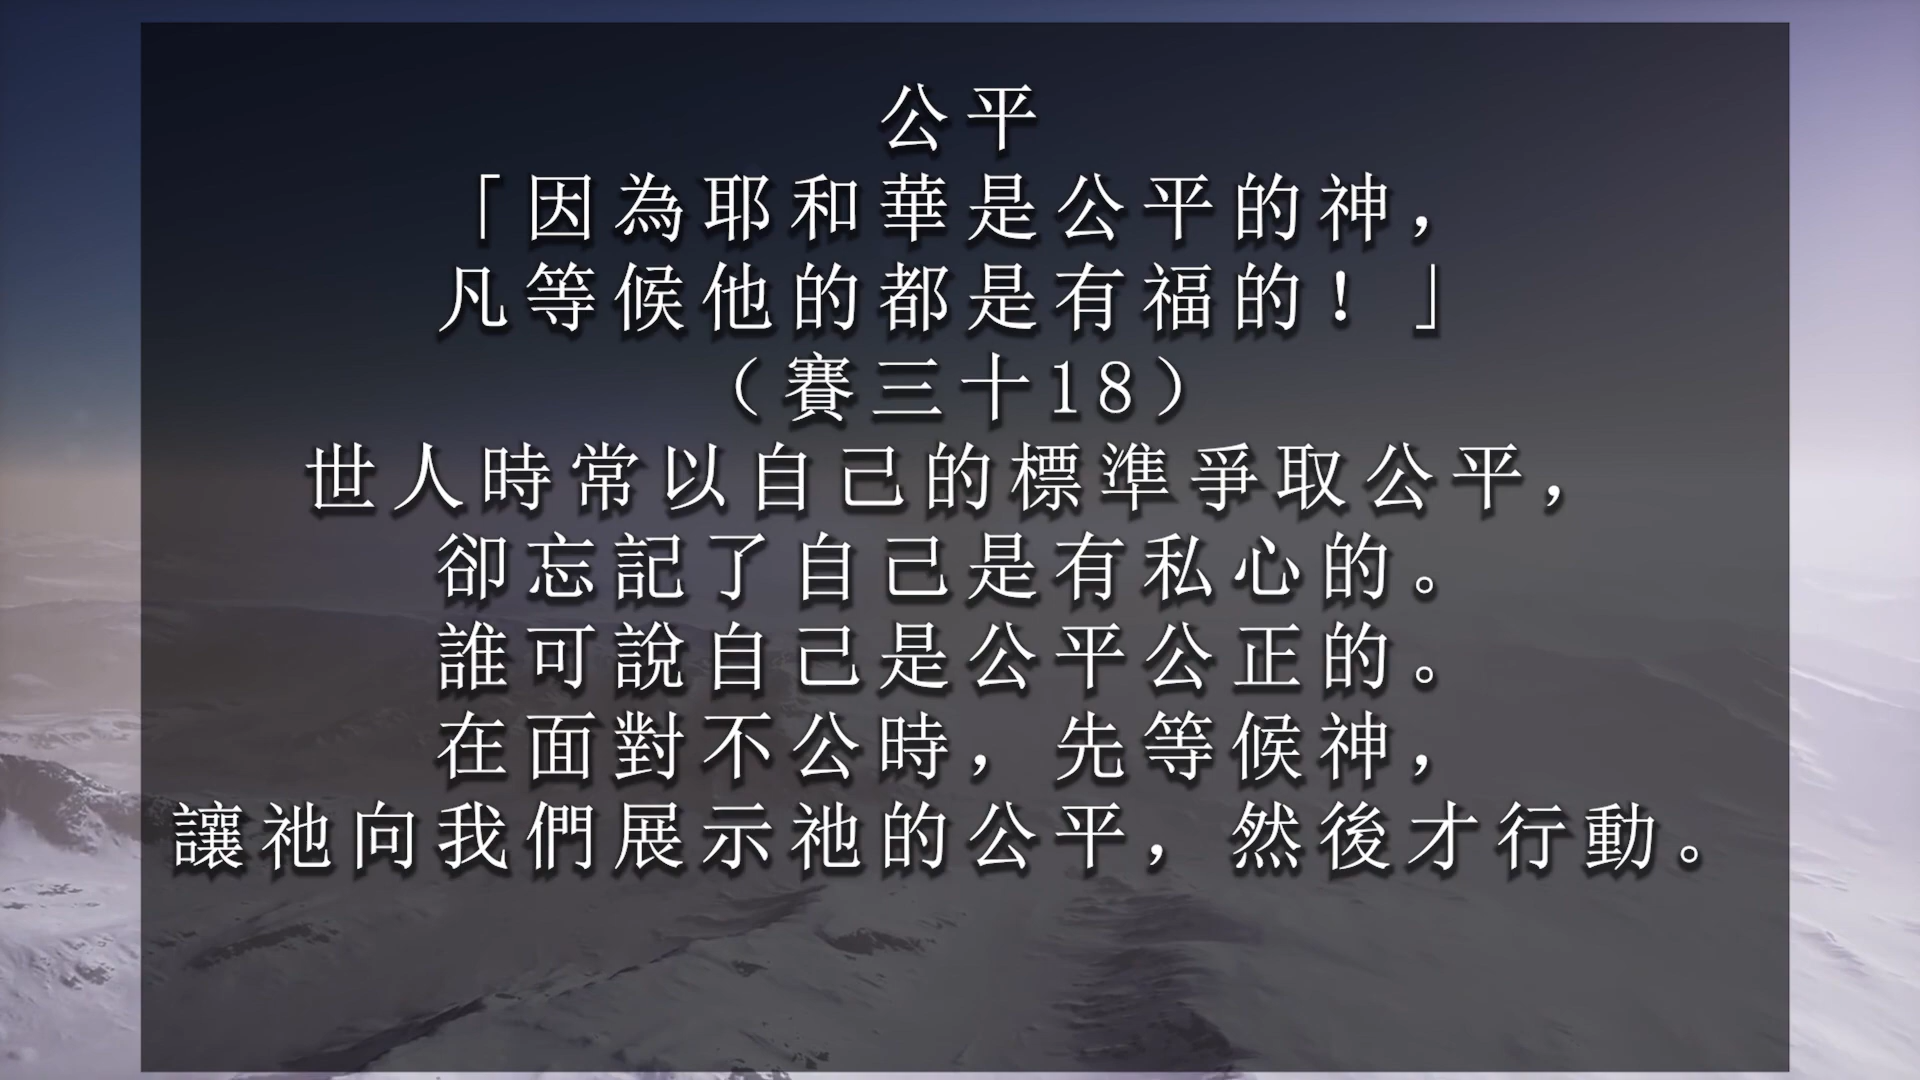 公平
「因為耶和華是公平的神，
凡等候他的都是有福的！」
（賽三十18）
世人時常以自己的標準爭取公平，
卻忘記了自己是有私心的。
誰可說自己是公平公正的。
在面對不公時，先等候神，
讓祂向我們展示祂的公平，然後才行動。